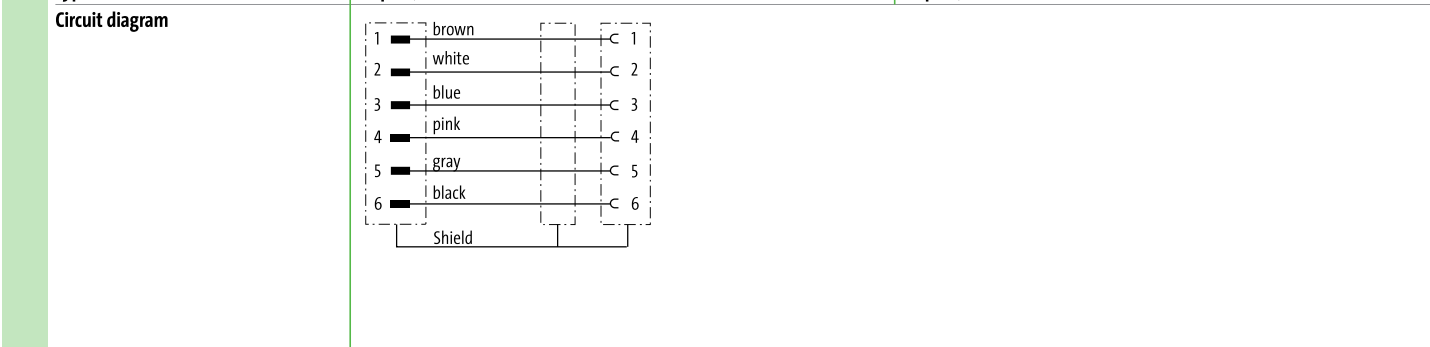 Circuit diagram
brown
1 1
white
2 2
blue
3 3
pink
4 4
gray
5 5
black
6 6
Shield